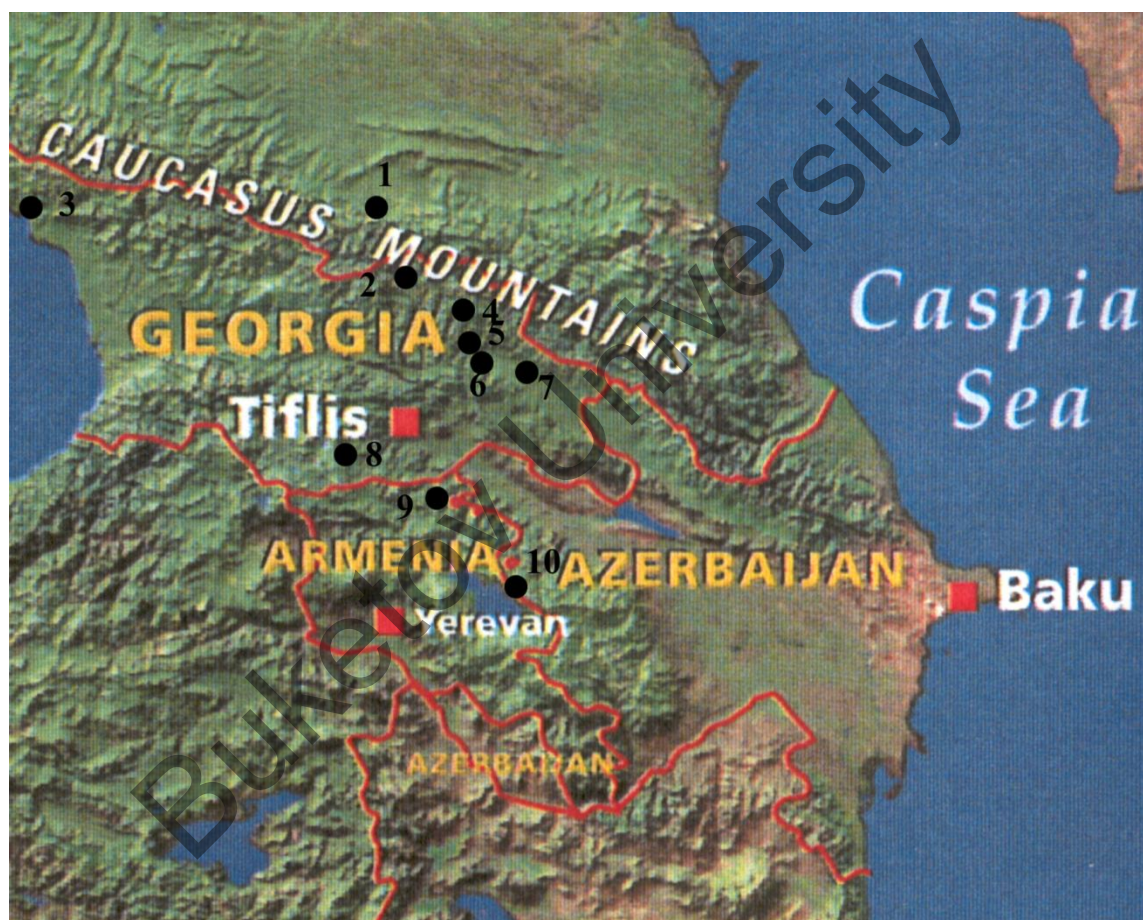 CAUCASUS MOUNTAINS
1
3
2
4
GEORGIA
5
6
7
Caspia
Sea
Tiflis
8
9
ARMENIA
10
AZERBAIJAN
Baku
Yerevan
AZERBAIJAN
Buketov University